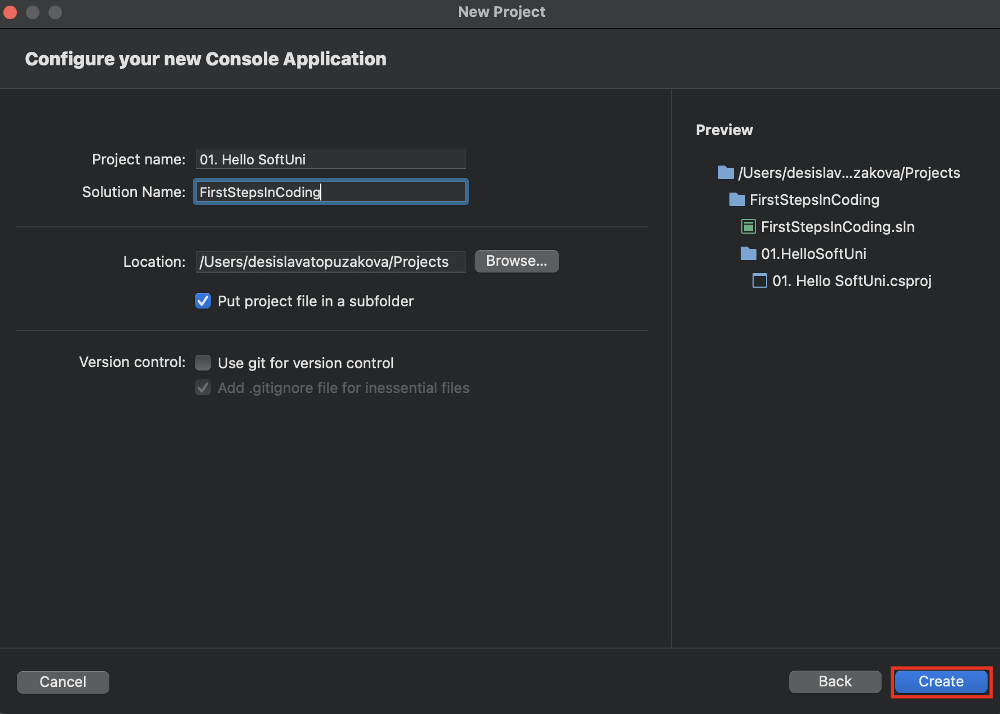 New Project
Configure your new Console Application
Project name: 01. Hello SoftUni
Solution Name: FirstStepsInCoding
Location: /Users/desislavatopuzakova/Projects Browse...
Put project file in a subfolder
Version control: Use git for version control
Add .gitignore file for inessential files
Preview
/Users/desislav...zakova/Projects
FirstStepsInCoding
FirstStepsInCoding.sln
01.HelloSoftUni
01. Hello SoftUni.csproj
Cancel Back Create